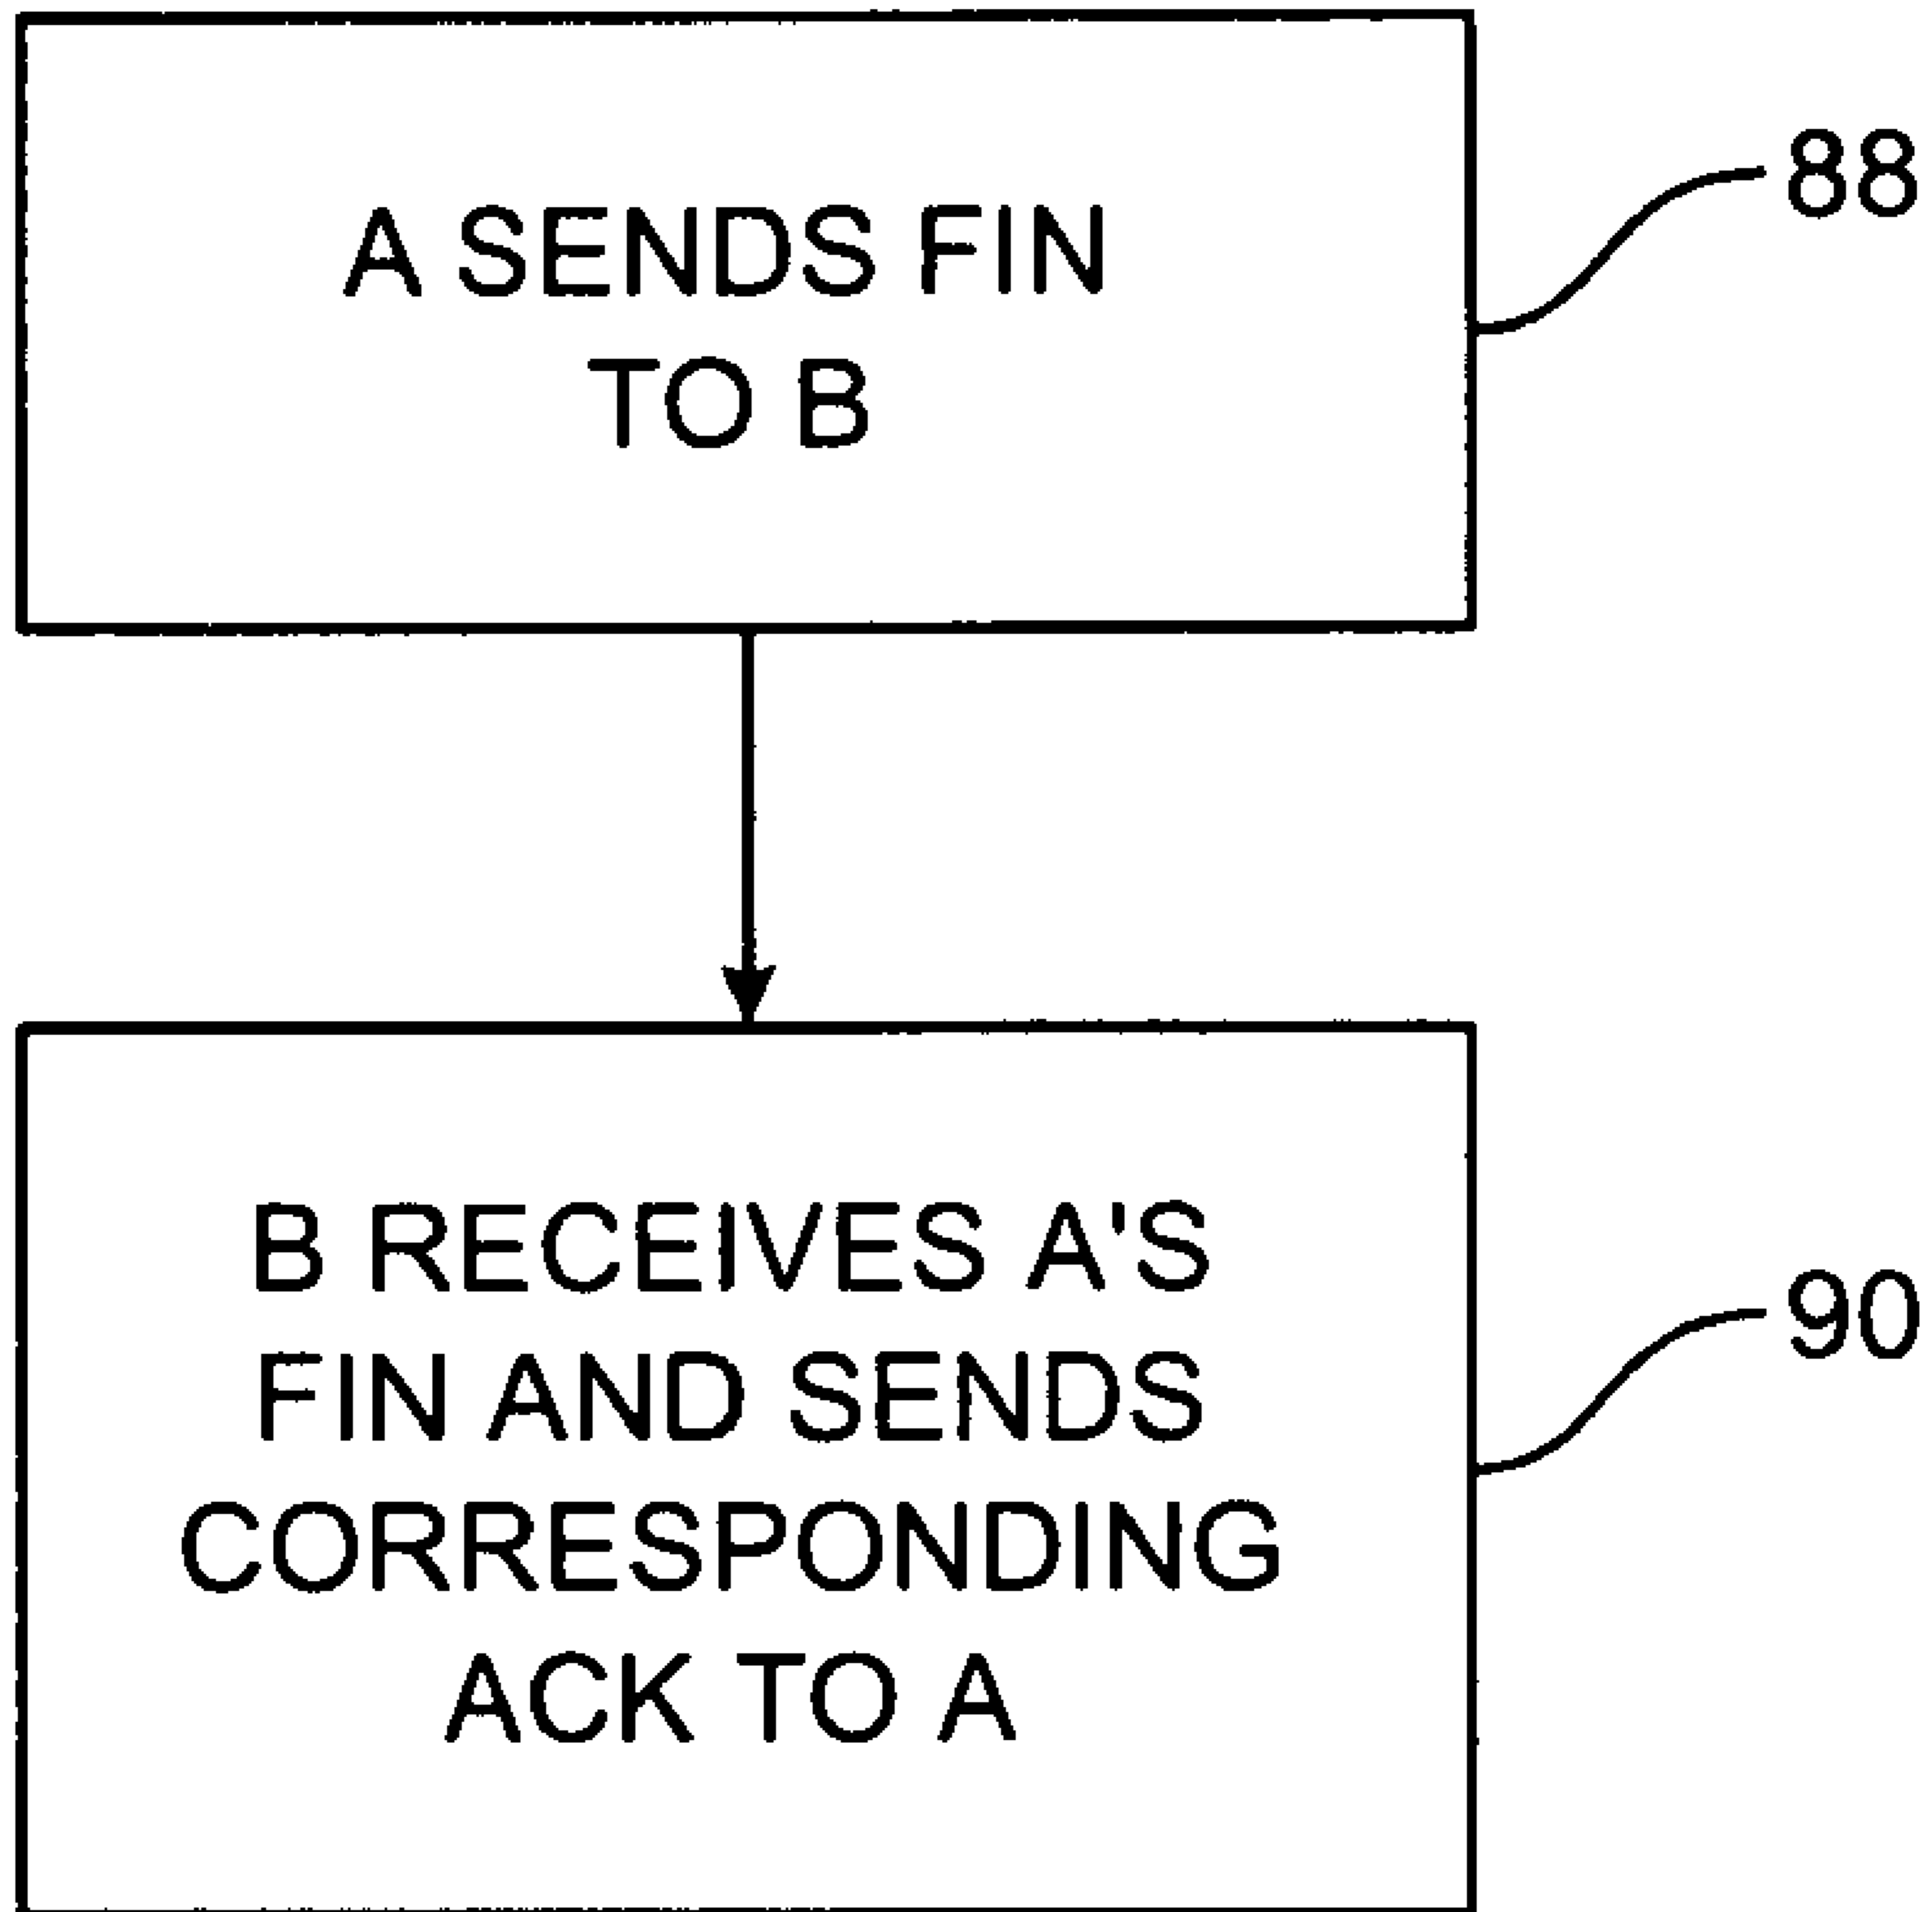 A SENDS FIN
TO B
88
B RECEIVES A'S
FIN AND SENDS
CORRESPONDING
ACK TO A
90